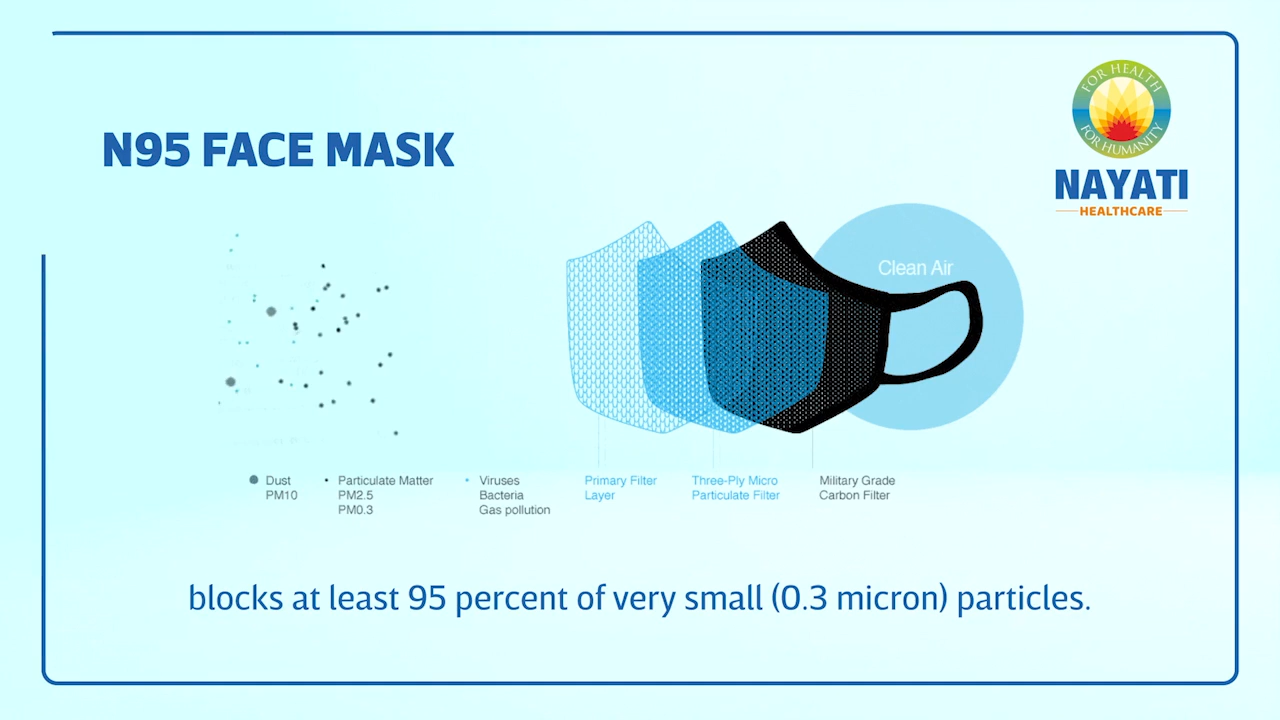 FOR HEALTH
FOR HUMANITY
NAYATI
HEALTHCARE
N95 FACE MASK
Clean Air
Dust
PM10
Particulate Matter
PM2.5
PM0.3
Viruses
Bacteria
Gas pollution
Primary Filter
Layer
Three-Ply Micro
Particulate Filter
Military Grade
Carbon Filter
blocks at least 95 percent of very small (0.3 micron) particles.